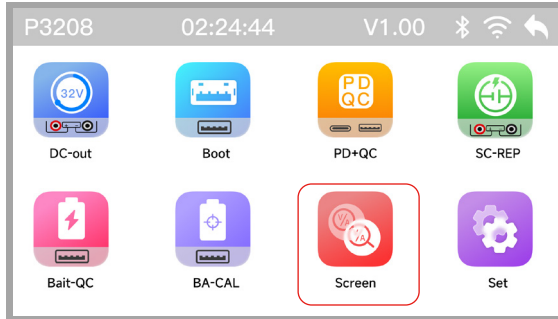 P3208 02:24:44 V1.00
32V PD QC
DC-out Boot PD+QC SC-REP
V/A V/A
Bait-QC BA-CAL Screen Set